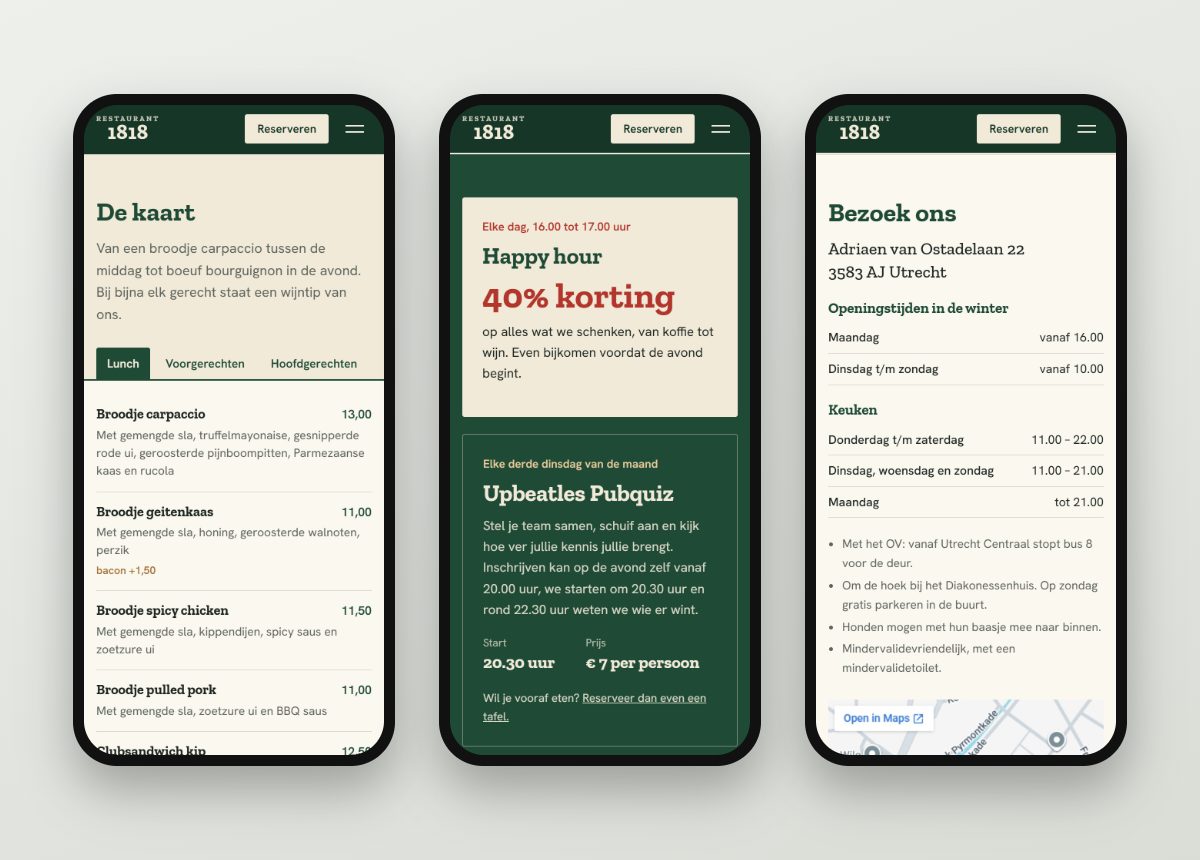 RESTAURANT
1818
Reserveren
De kaart
Van een broodje carpaccio tussen de
middag tot boeuf bourguignon in de avond.
Bij bijna elk gerecht staat een wijntip van
ons.
Lunch
Voorgerechten
Hoofdgerechten
Broodje carpaccio 13,00
Met gemengde sla, truffelmayonaise, gesnipperde
rode ui, geroosterde pijnboompitten, Parmezaanse
kaas en rucola
Broodje geitenkaas 11,00
Met gemengde sla, honing, geroosterde walnoten,
perzik
bacon +1,50
Broodje spicy chicken 11,50
Met gemengde sla, kippendijen, spicy saus en
zoetzure ui
Broodje pulled pork 11,00
Met gemengde sla, zoetzure ui en BBQ saus
Clubsandwich kip 12,50
RESTAURANT
1818
Reserveren
Elke dag, 16.00 tot 17.00 uur
Happy hour
40% korting
op alles wat we schenken, van koffie tot
wijn. Even bijkomen voordat de avond
begint.
Elke derde dinsdag van de maand
Upbeatles Pubquiz
Stel je team samen, schuif aan en kijk
hoe ver jullie kennis jullie brengt.
Inschrijven kan op de avond zelf vanaf
20.00 uur, we starten om 20.30 uur en
rond 22.30 uur weten we wie er wint.
Start Prijs
20.30 uur € 7 per persoon
Wil je vooraf eten? Reserveer dan even een
tafel.
RESTAURANT
1818
Reserveren
Bezoek ons
Adriaen van Ostadelaan 22
3583 AJ Utrecht
Openingstijden in de winter
Maandag vanaf 16.00
Dinsdag t/m zondag vanaf 10.00
Keuken
Donderdag t/m zaterdag 11.00 – 22.00
Dinsdag, woensdag en zondag 11.00 – 21.00
Maandag tot 21.00
• Met het OV: vanaf Utrecht Centraal stopt bus 8
voor de deur.
• Om de hoek bij het Diakonessenhuis. Op zondag
gratis parkeren in de buurt.
• Honden mogen met hun baasje mee naar binnen.
• Mindervalidevriendelijk, met een
mindervalidetoilet.
Open in Maps
Pyrmontkade